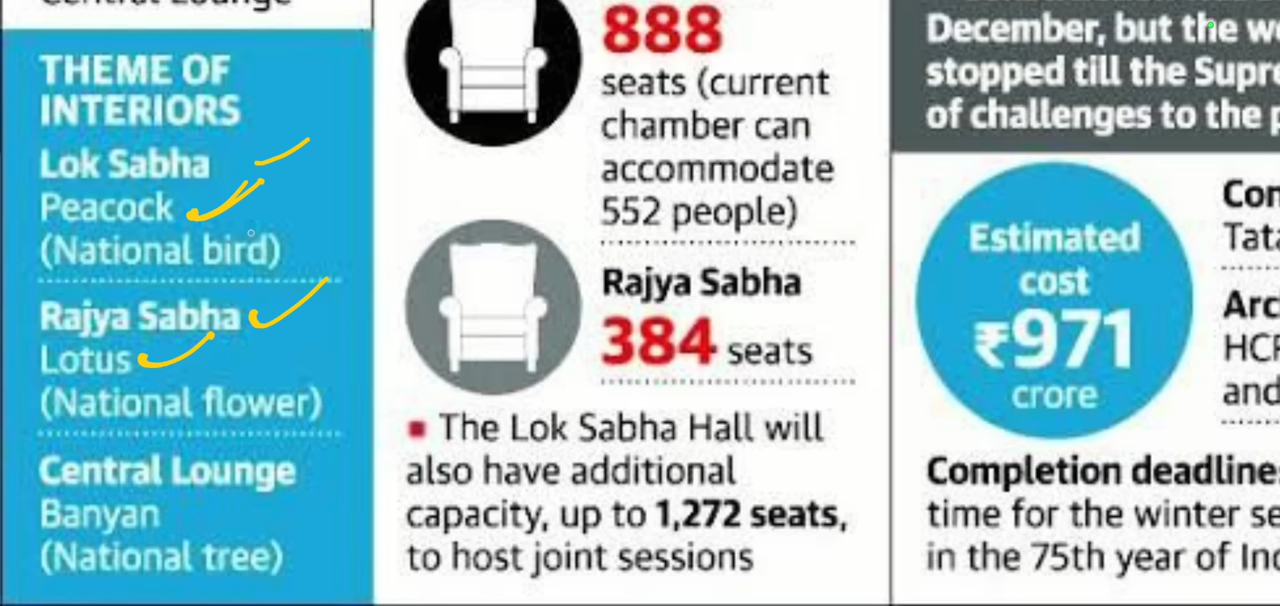 Central Lounge
THEME OF
INTERIORS
Lok Sabha
Peacock
(National bird)
Rajya Sabha
Lotus
(National flower)
Central Lounge
Banyan
(National tree)
888
seats (current
chamber can
accommodate
552 people)
Rajya Sabha
384 seats
The Lok Sabha Hall will
also have additional
capacity, up to 1,272 seats,
to host joint sessions
December, but the
stopped till the
of challenges to the
Estimated
cost
₹971
crore
and
Completion
time for the winter
in the 75th year of